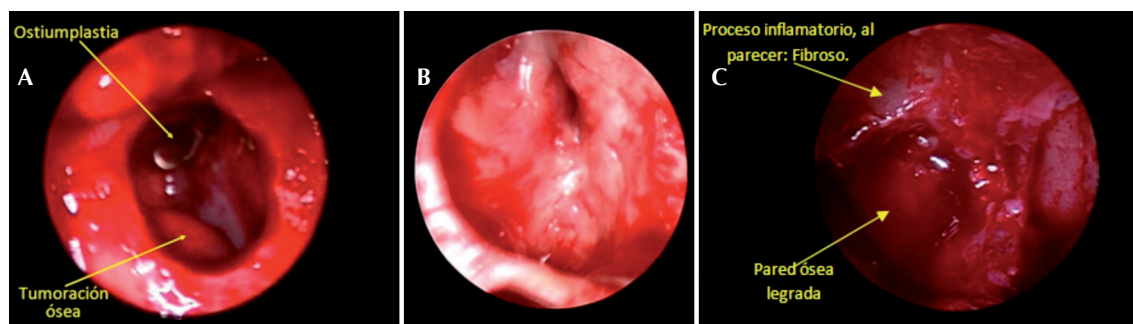 Ostiumplastia
A
Tumoración
ósea
B
Proceso inflamatorio, al
parecer: Fibroso.
C
Pared ósea
legrada